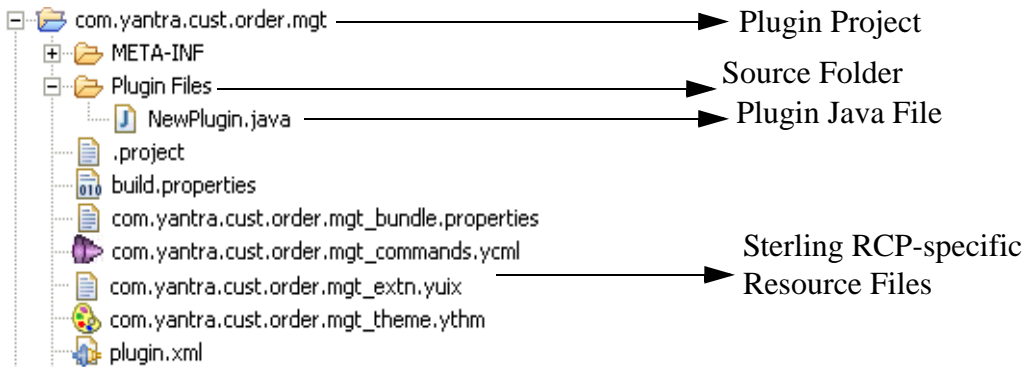 com.yantra.cust.order.mgt
Plugin Project
META-INF
Plugin Files
Source Folder
NewPlugin.java
Plugin Java File
.project
build.properties
com.yantra.cust.order.mgt_bundle.properties
com.yantra.cust.order.mgt_commands.ycml
Sterling RCP-specific
Resource Files
com.yantra.cust.order.mgt_extn.yuix
com.yantra.cust.order.mgt_theme.ythm
plugin.xml